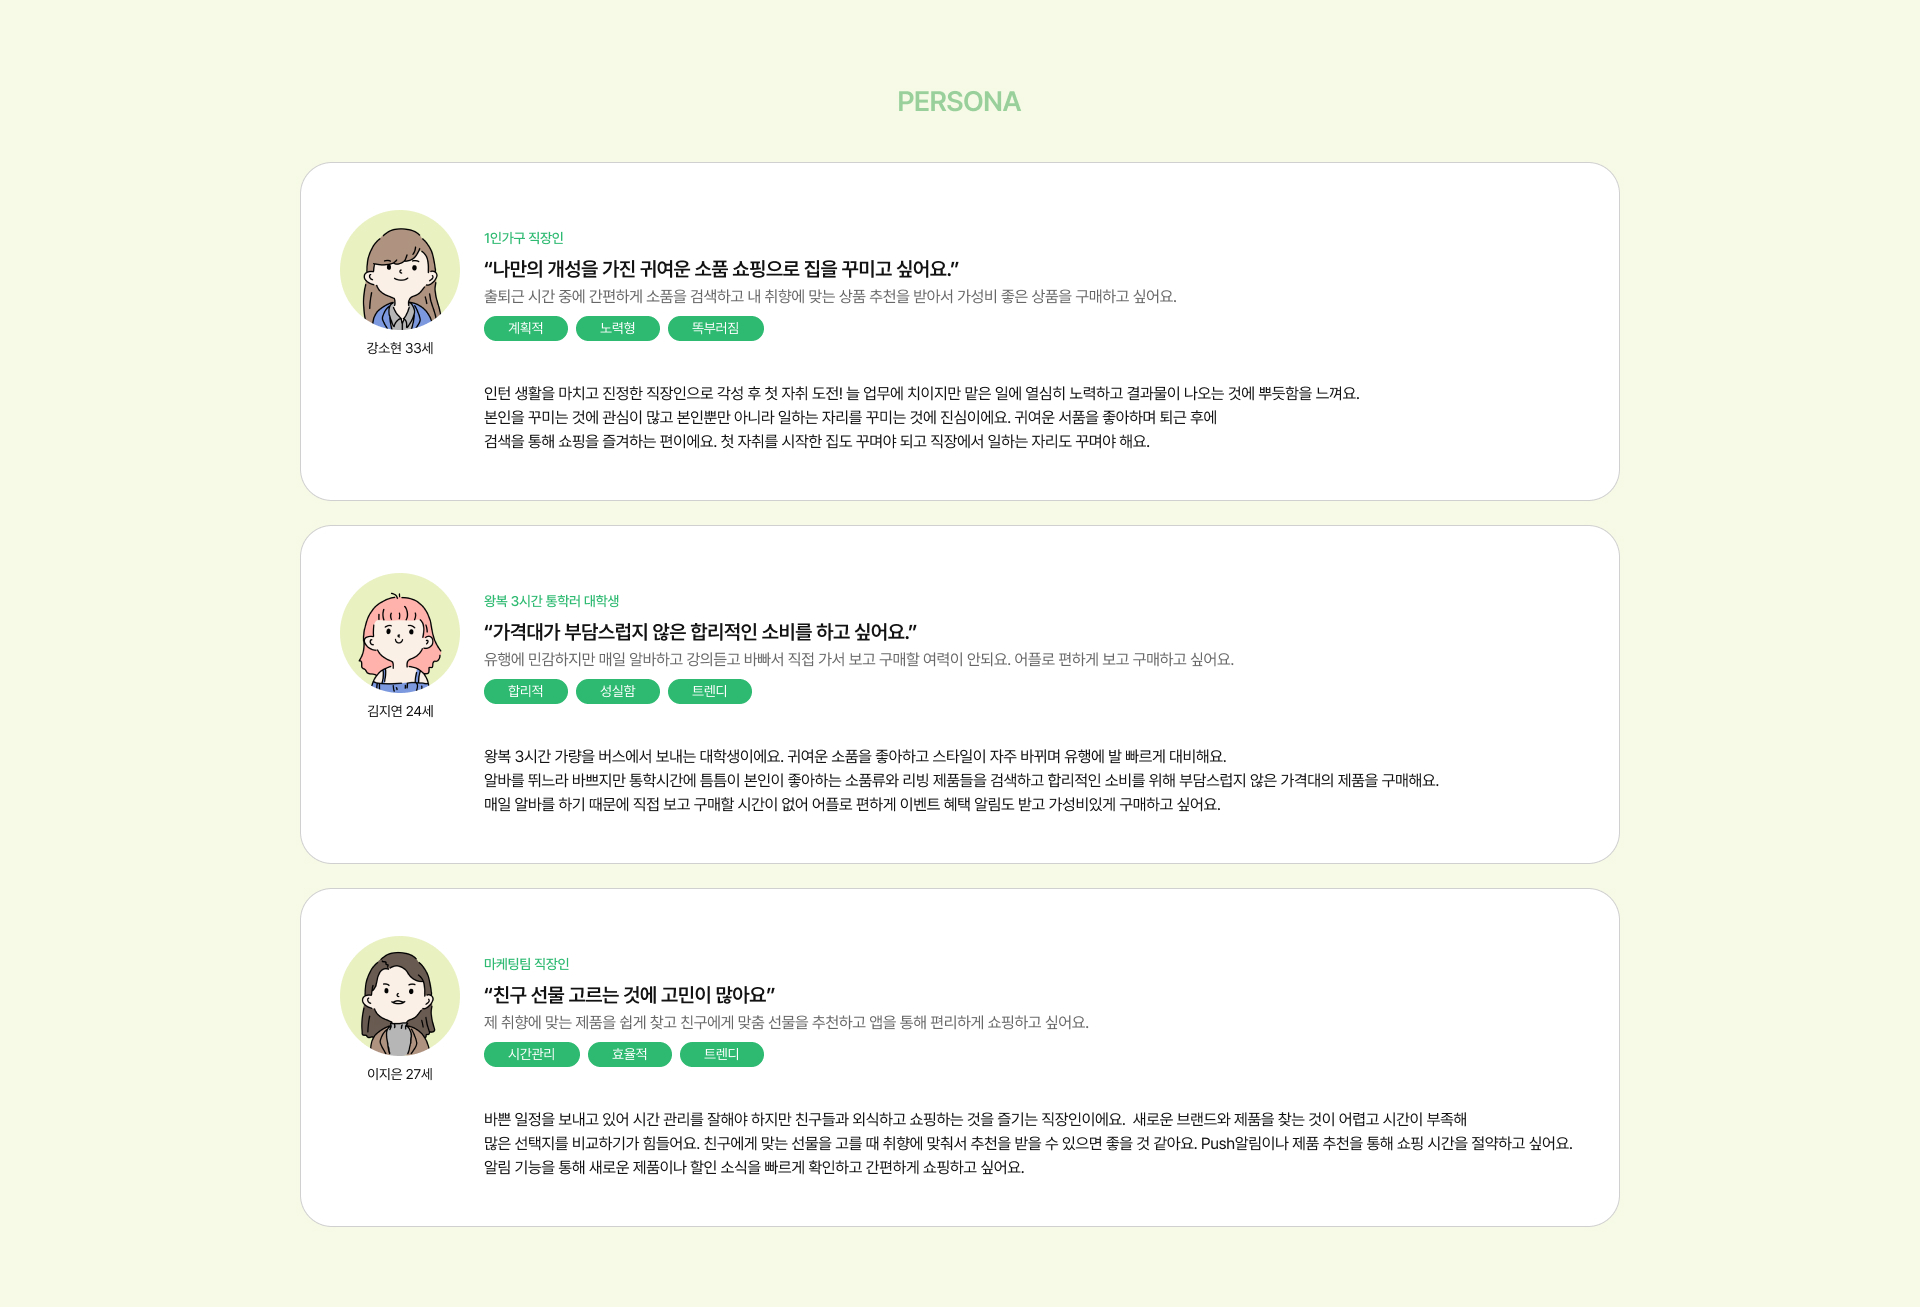 PERSONA
1인가구 직장인
“나만의 개성을 가진 귀여운 소품 쇼핑으로 집을 꾸미고 싶어요.”
출퇴근 시간 중에 간편하게 소품을 검색하고 내 취향에 맞는 상품 추천을 받아서 가성비 좋은 상품을 구매하고 싶어요.
계획적 노력형 똑부러짐
강소현 33세
인턴 생활을 마치고 진정한 직장인으로 각성 후 첫 자취 도전! 늘 업무에 치이지만 맡은 일에 열심히 노력하고 결과물이 나오는 것에 뿌듯함을 느껴요.
본인을 꾸미는 것에 관심이 많고 본인뿐만 아니라 일하는 자리를 꾸미는 것에 진심이에요. 귀여운 서품을 좋아하며 퇴근 후에
검색을 통해 쇼핑을 즐겨하는 편이에요. 첫 자취를 시작한 집도 꾸며야 되고 직장에서 일하는 자리도 꾸며야 해요.
왕복 3시간 통학러 대학생
“가격대가 부담스럽지 않은 합리적인 소비를 하고 싶어요.”
유행에 민감하지만 매일 알바하고 강의듣고 바빠서 직접 가서 보고 구매할 여력이 안되요. 어플로 편하게 보고 구매하고 싶어요.
합리적 성실함 트렌디
김지연 24세
왕복 3시간 가량을 버스에서 보내는 대학생이에요. 귀여운 소품을 좋아하고 스타일이 자주 바뀌며 유행에 발 빠르게 대비해요.
알바를 뛰느라 바쁘지만 통학시간에 틈틈이 본인이 좋아하는 소품류와 리빙 제품들을 검색하고 합리적인 소비를 위해 부담스럽지 않은 가격대의 제품을 구매해요.
매일 알바를 하기 때문에 직접 보고 구매할 시간이 없어 어플로 편하게 이벤트 혜택 알림도 받고 가성비있게 구매하고 싶어요.
마케팅팀 직장인
“친구 선물 고르는 것에 고민이 많아요”
제 취향에 맞는 제품을 쉽게 찾고 친구에게 맞춤 선물을 추천하고 앱을 통해 편리하게 쇼핑하고 싶어요.
시간관리 효율적 트렌디
이지은 27세
바쁜 일정을 보내고 있어 시간 관리를 잘해야 하지만 친구들과 외식하고 쇼핑하는 것을 즐기는 직장인이에요. 새로운 브랜드와 제품을 찾는 것이 어렵고 시간이 부족해
많은 선택지를 비교하기가 힘들어요. 친구에게 맞는 선물을 고를 때 취향에 맞춰서 추천을 받을 수 있으면 좋을 것 같아요. Push알림이나 제품 추천을 통해 쇼핑 시간을 절약하고 싶어요.
알림 기능을 통해 새로운 제품이나 할인 소식을 빠르게 확인하고 간편하게 쇼핑하고 싶어요.